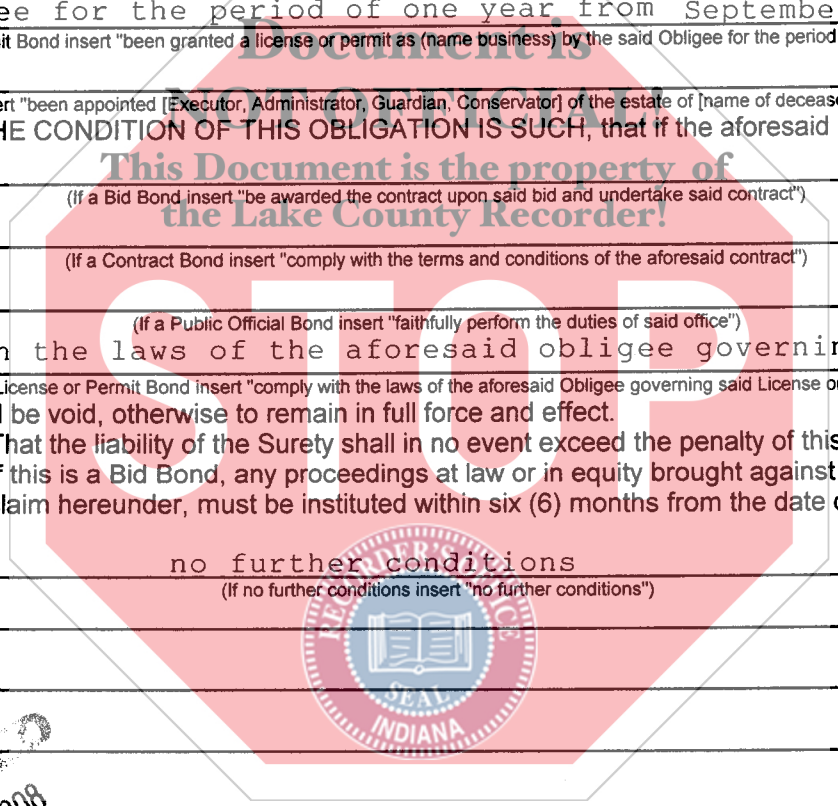 ee for the period of one year from Septembe
it Bond insert "been granted a license or permit as (name business) by the said Obligee for the period
Document is
ert "been appointed [Executor, Administrator, Guardian, Conservator] of the estate of [name of deceas
NOT OFFICIAL!
HE CONDITION OF THIS OBLIGATION IS SUCH, that if the aforesaid
This Document is the property of
(If a Bid Bond insert "be awarded the contract upon said bid and undertake said contract")
the Lake County Recorder!
(If a Contract Bond insert "comply with the terms and conditions of the aforesaid contract")
STOP
(If a Public Official Bond insert "faithfully perform the duties of said office")
n the laws of the aforesaid obligee governin
License or Permit Bond insert "comply with the laws of the aforesaid Obligee governing said License o
l be void, otherwise to remain in full force and effect.
That the liability of the Surety shall in no event exceed the penalty of this
f this is a Bid Bond, any proceedings at law or in equity brought against
laim hereunder, must be instituted within six (6) months from the date
no further conditions
(If no further conditions insert "no further conditions")
RECORDER'S OFFICE
SEAL
INDIANA